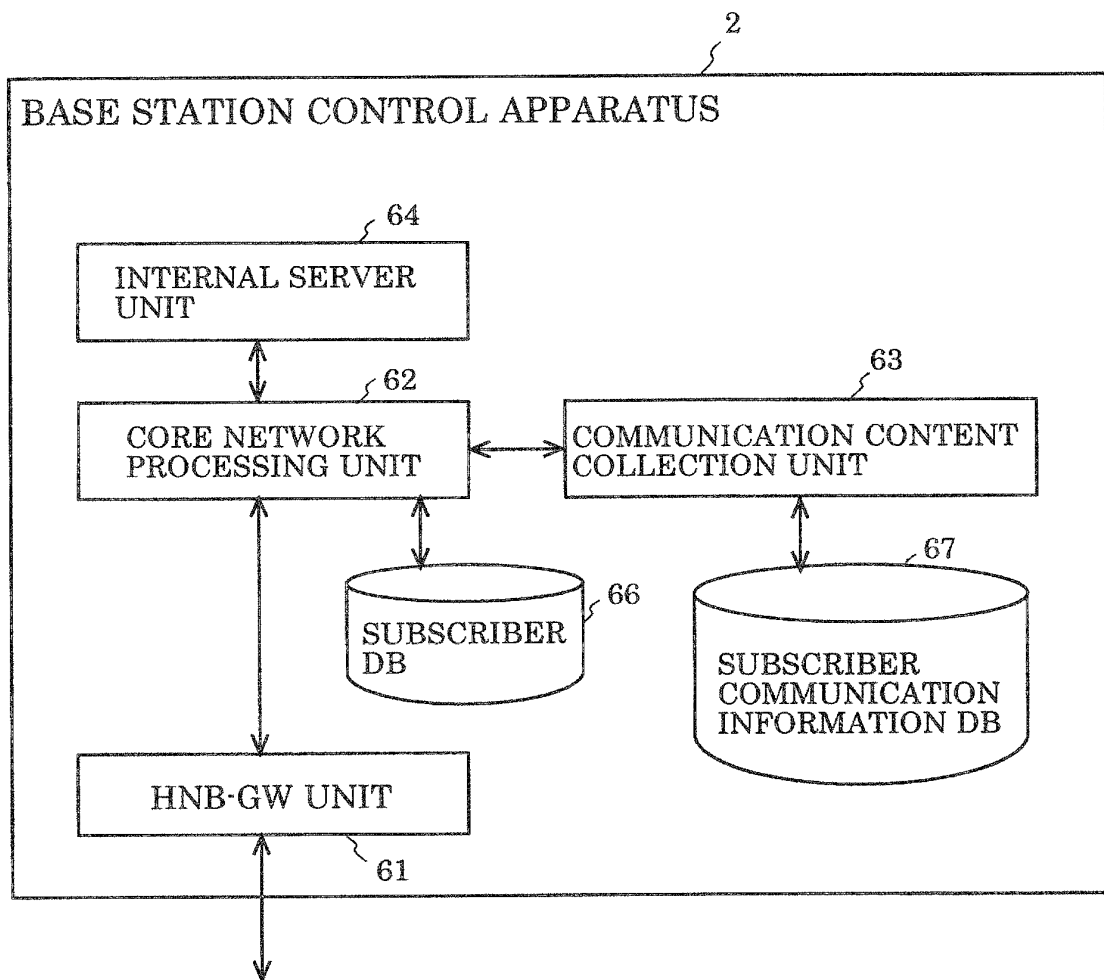 2
BASE STATION CONTROL APPARATUS
64
INTERNAL SERVER
UNIT
62
CORE NETWORK
PROCESSING UNIT
63
COMMUNICATION CONTENT
COLLECTION UNIT
66
SUBSCRIBER
DB
67
SUBSCRIBER
COMMUNICATION
INFORMATION DB
HNB-GW UNIT
61